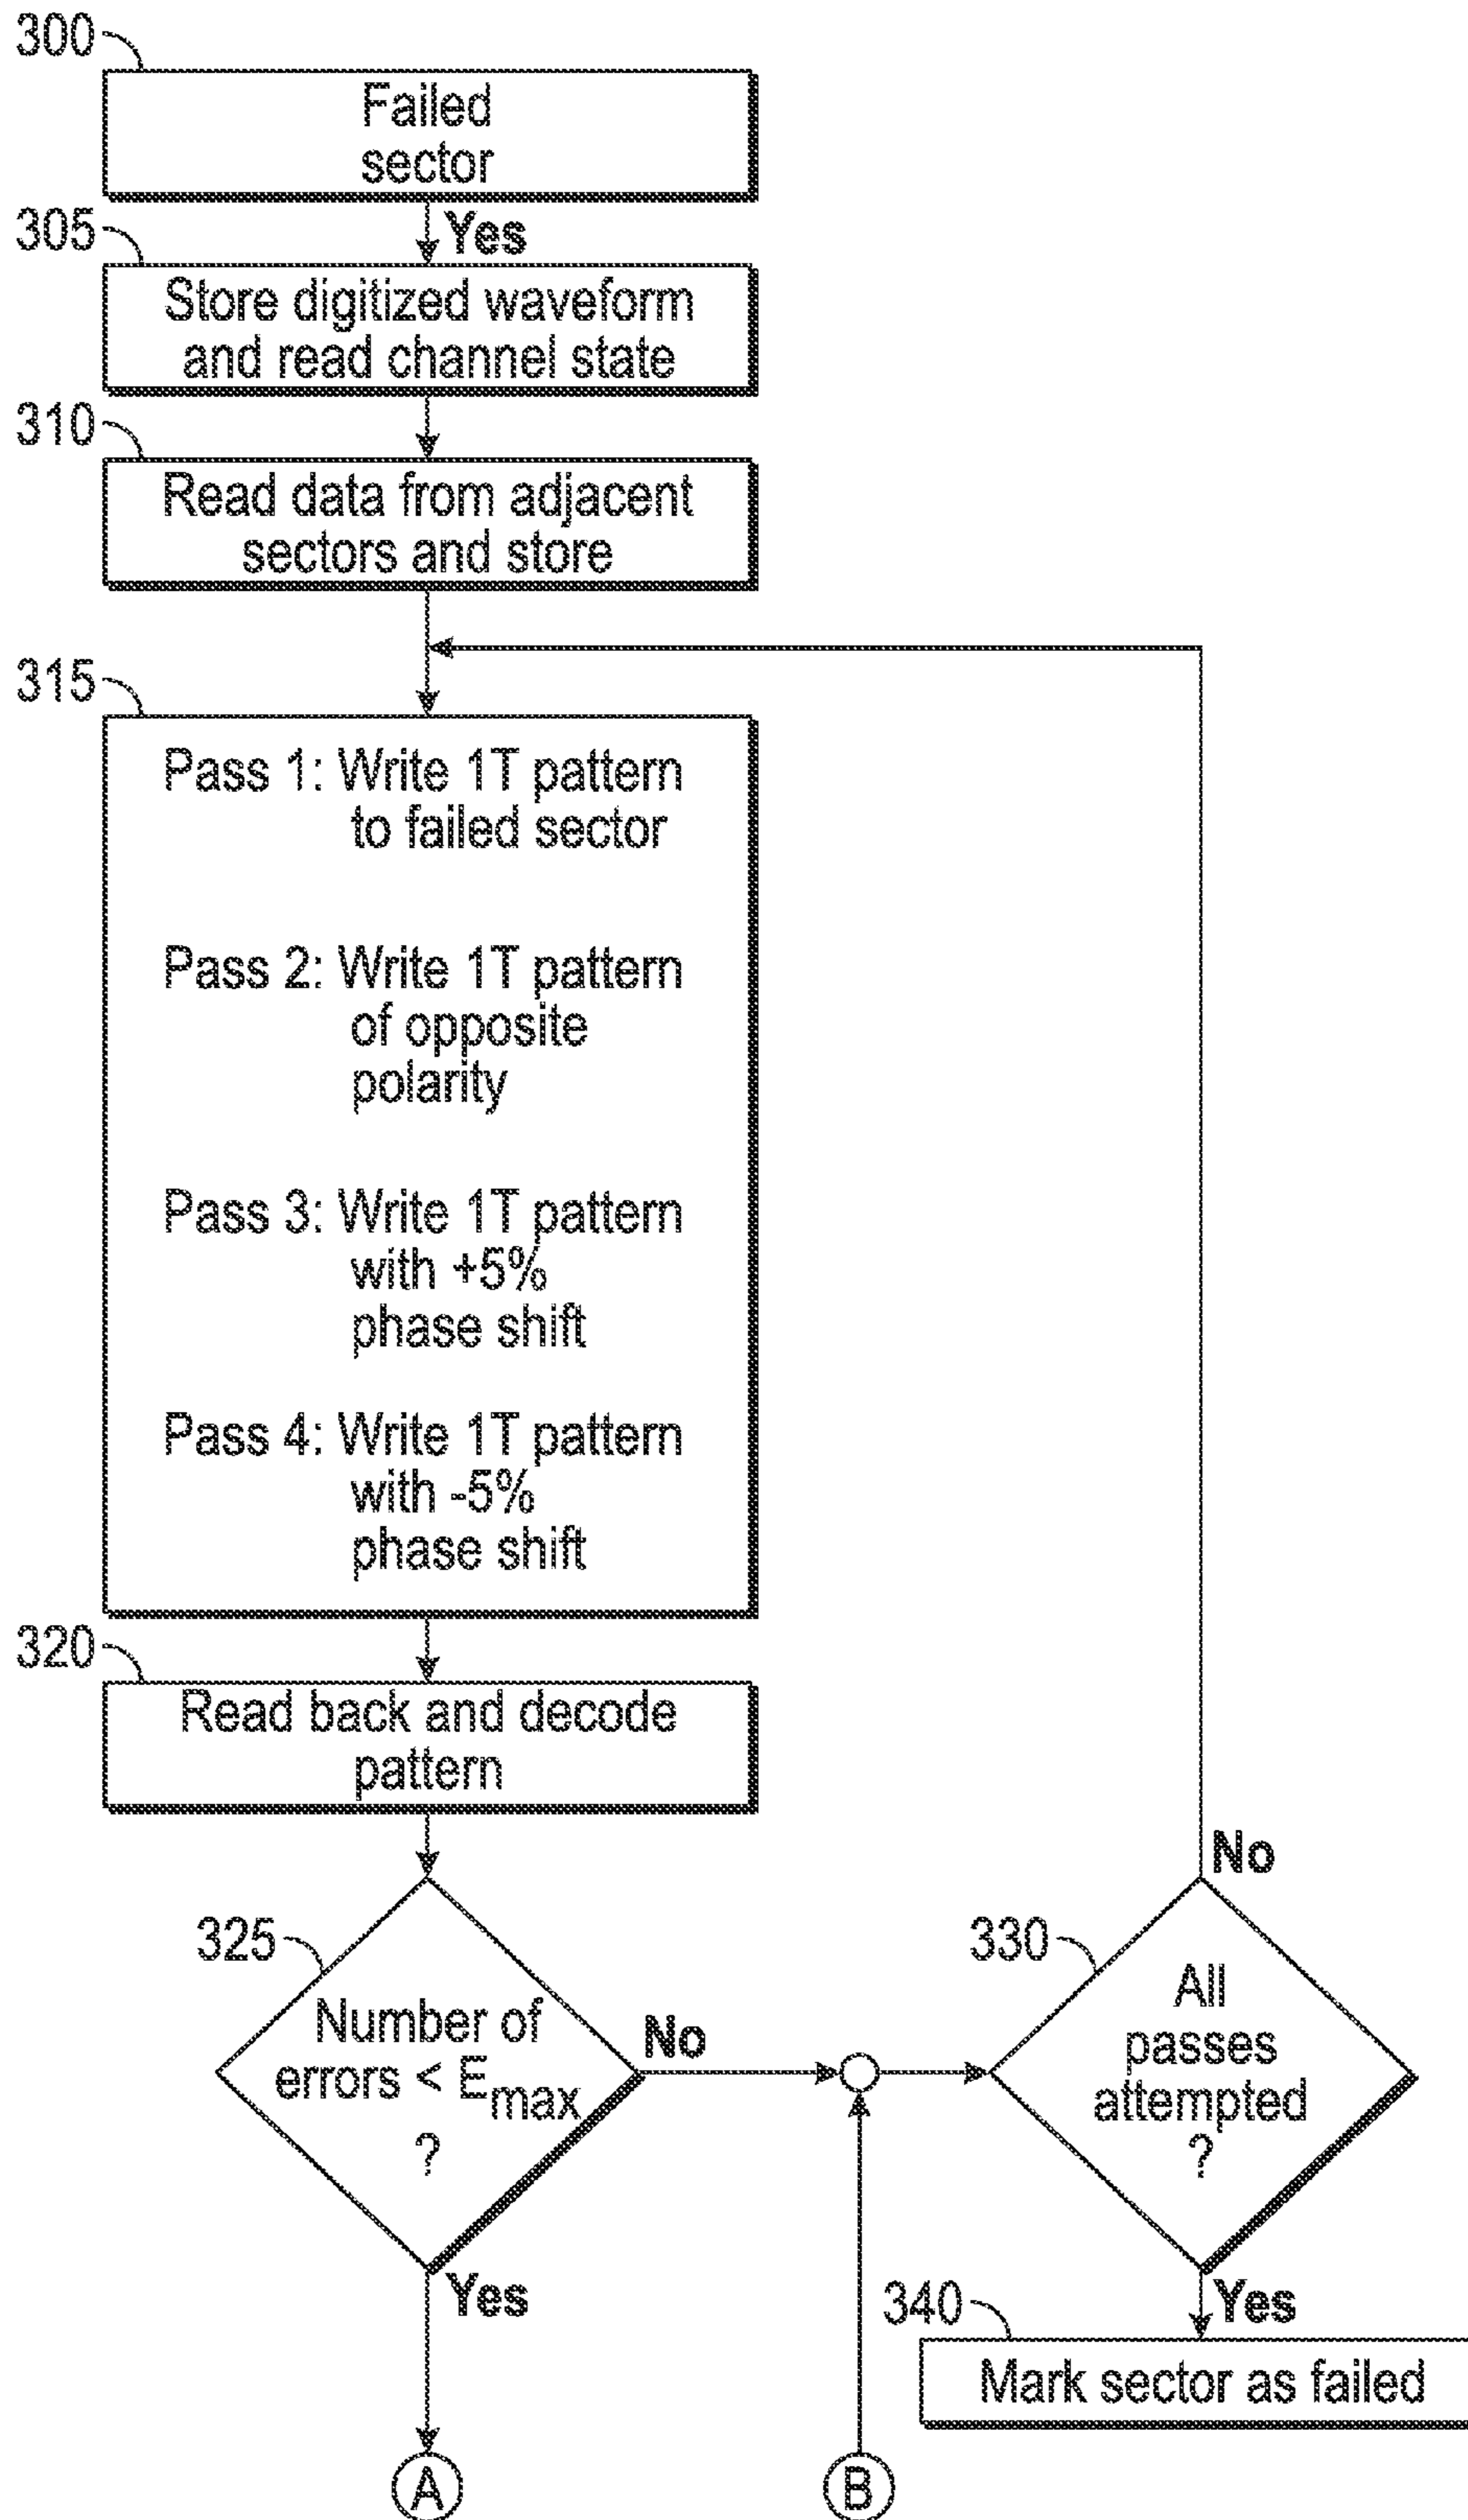 300
Failed
sector
Yes
305
Store digitized waveform
and read channel state
310
Read data from adjacent
sectors and store
315
Pass 1: Write 1T pattern
to failed sector
Pass 2: Write 1T pattern
of opposite
polarity
Pass 3: Write 1T pattern
with +5%
phase shift
Pass 4: Write 1T pattern
with -5%
phase shift
320
Read back and decode
pattern
325
Number of
errors < Emax
?
No
Yes
A
B
330
All
passes
attempted
?
No
Yes
340
Mark sector as failed